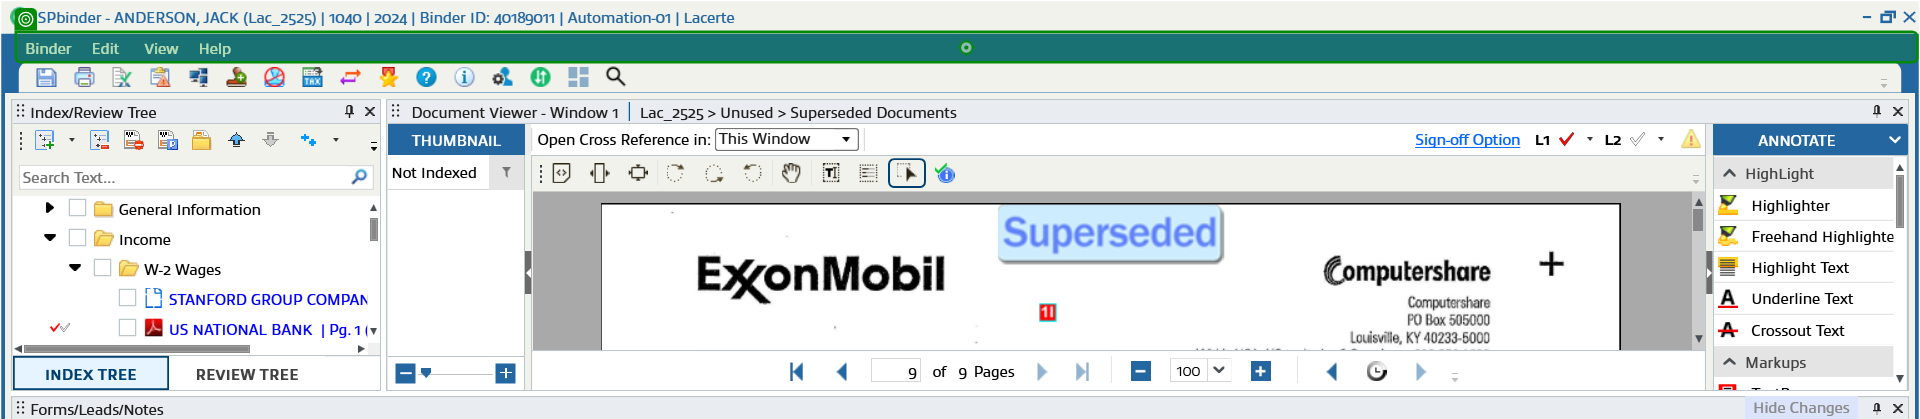 SPbinder - ANDERSON, JACK (Lac_2525) | 1040 | 2024 | Binder ID: 40189011 | Automation-01 | Lacerte
Binder Edit View Help
TAX
Index/Review Tree
Document Viewer - Window 1 | Lac_2525 > Unused > Superseded Documents
THUMBNAIL
Open Cross Reference in: This Window
Sign-off Option L1 L2
ANNOTATE
Search Text...
Not Indexed
HighLight
General Information
Income
W-2 Wages
STANFORD GROUP COMPAN
US NATIONAL BANK | Pg. 1 (
Superseded
ExxonMobil
Computershare
1
Computershare
PO Box 505000
Louisville, KY 40233-5000
Highlighter
Freehand Highlighte
Highlight Text
Underline Text
Crossout Text
Markups
INDEX TREE REVIEW TREE
9 of 9 Pages
100
Forms/Leads/Notes
Hide Changes